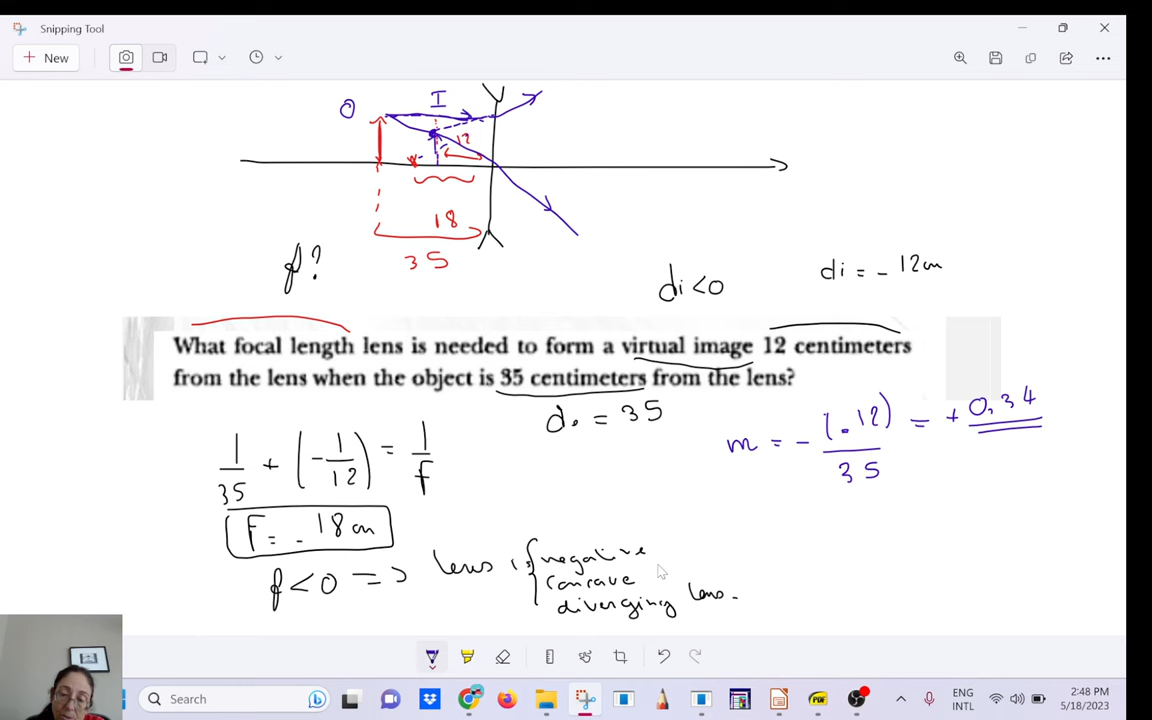 Snipping Tool
New
O
I
12
18
35
f?
di<0
di = - 12cm
What focal length lens is needed to form a virtual image 12 centimeters
from the lens when the object is 35 centimeters from the lens?
do = 35
1/35 + (-1/12) = 1/f
m = - (-12)/35 = + 0,34
F = - 18 cm
f < 0 => lens is { negative
concave
diverging lens.
Search
ENG
INTL
2:48 PM
5/18/2023